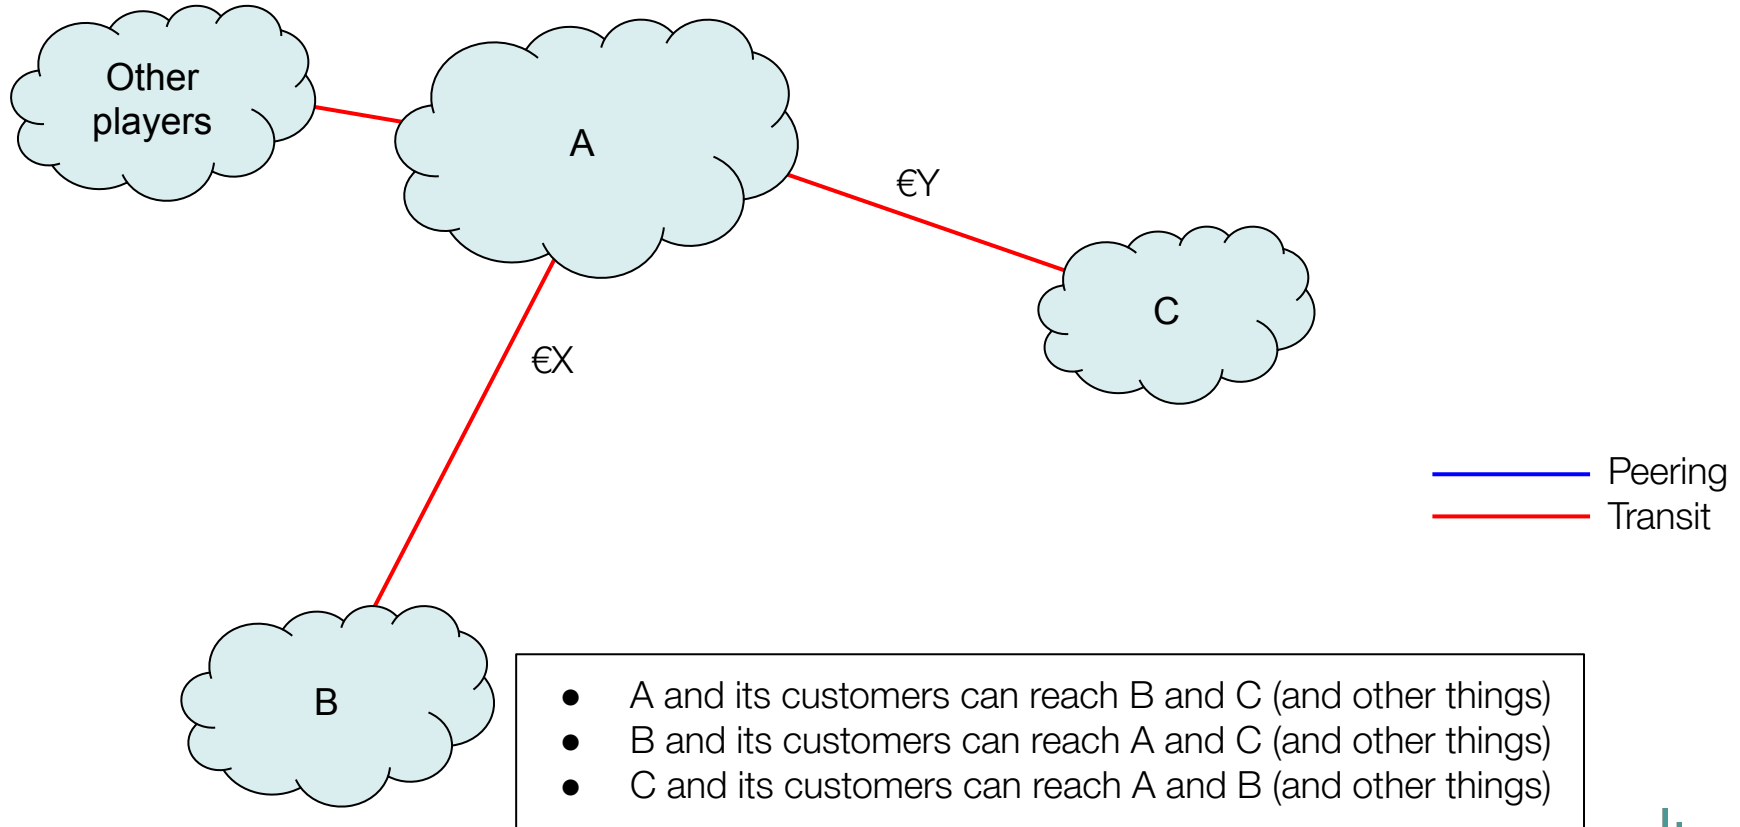 Other
players
A
€Y
C
€X
Peering
Transit
B
● A and its customers can reach B and C (and other things)
● B and its customers can reach A and C (and other things)
● C and its customers can reach A and B (and other things)